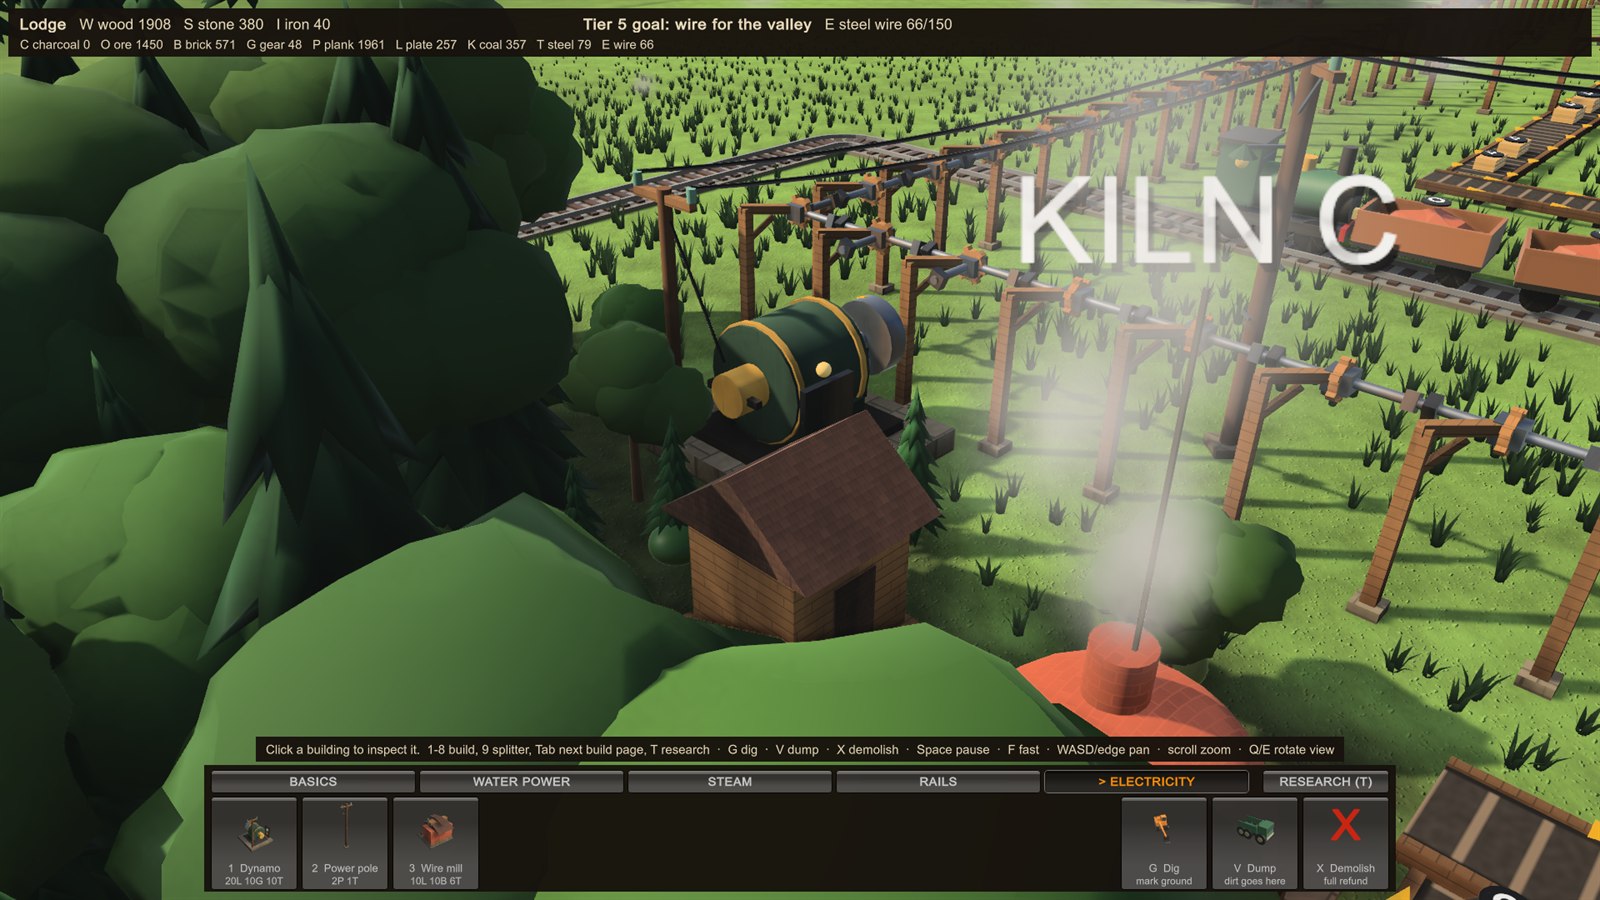 Lodge W wood 1908 S stone 380 I iron 40
Tier 5 goal: wire for the valley E steel wire 66/150
C charcoal 0 O ore 1450 B brick 571 G gear 48 P plank 1961 L plate 257 K coal 357 T steel 79 E wire 66
KILN C
Click a building to inspect it. 1-8 build, 9 splitter, Tab next build page, T research · G dig · V dump · X demolish · Space pause · F fast · WASD/edge pan · scroll zoom · Q/E rotate view
BASICS
WATER POWER
STEAM
RAILS
> ELECTRICITY
RESEARCH (T)
1 Dynamo
20L 10G 10T
2 Power pole
2P 1T
3 Wire mill
10L 10B 6T
G Dig
mark ground
V Dump
dirt goes here
X Demolish
full refund